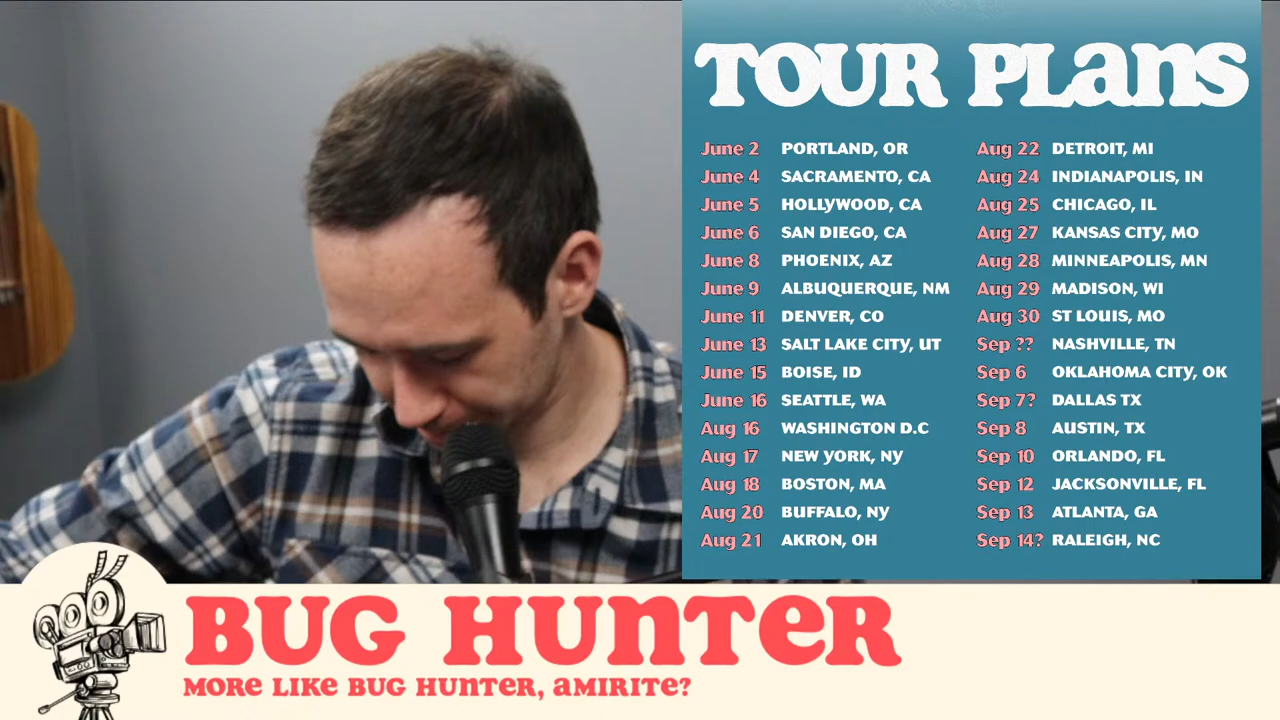 TOUR PLANS
June 2 PORTLAND, OR
June 4 SACRAMENTO, CA
June 5 HOLLYWOOD, CA
June 6 SAN DIEGO, CA
June 8 PHOENIX, AZ
June 9 ALBUQUERQUE, NM
June 11 DENVER, CO
June 13 SALT LAKE CITY, UT
June 15 BOISE, ID
June 16 SEATTLE, WA
Aug 16 WASHINGTON D.C
Aug 17 NEW YORK, NY
Aug 18 BOSTON, MA
Aug 20 BUFFALO, NY
Aug 21 AKRON, OH
Aug 22 DETROIT, MI
Aug 24 INDIANAPOLIS, IN
Aug 25 CHICAGO, IL
Aug 27 KANSAS CITY, MO
Aug 28 MINNEAPOLIS, MN
Aug 29 MADISON, WI
Aug 30 ST LOUIS, MO
Sep ?? NASHVILLE, TN
Sep 6 OKLAHOMA CITY, OK
Sep 7? DALLAS TX
Sep 8 AUSTIN, TX
Sep 10 ORLANDO, FL
Sep 12 JACKSONVILLE, FL
Sep 13 ATLANTA, GA
Sep 14? RALEIGH, NC
BUG HUNTER
MORE LIKE BUG HUNTER, AMIRITE?